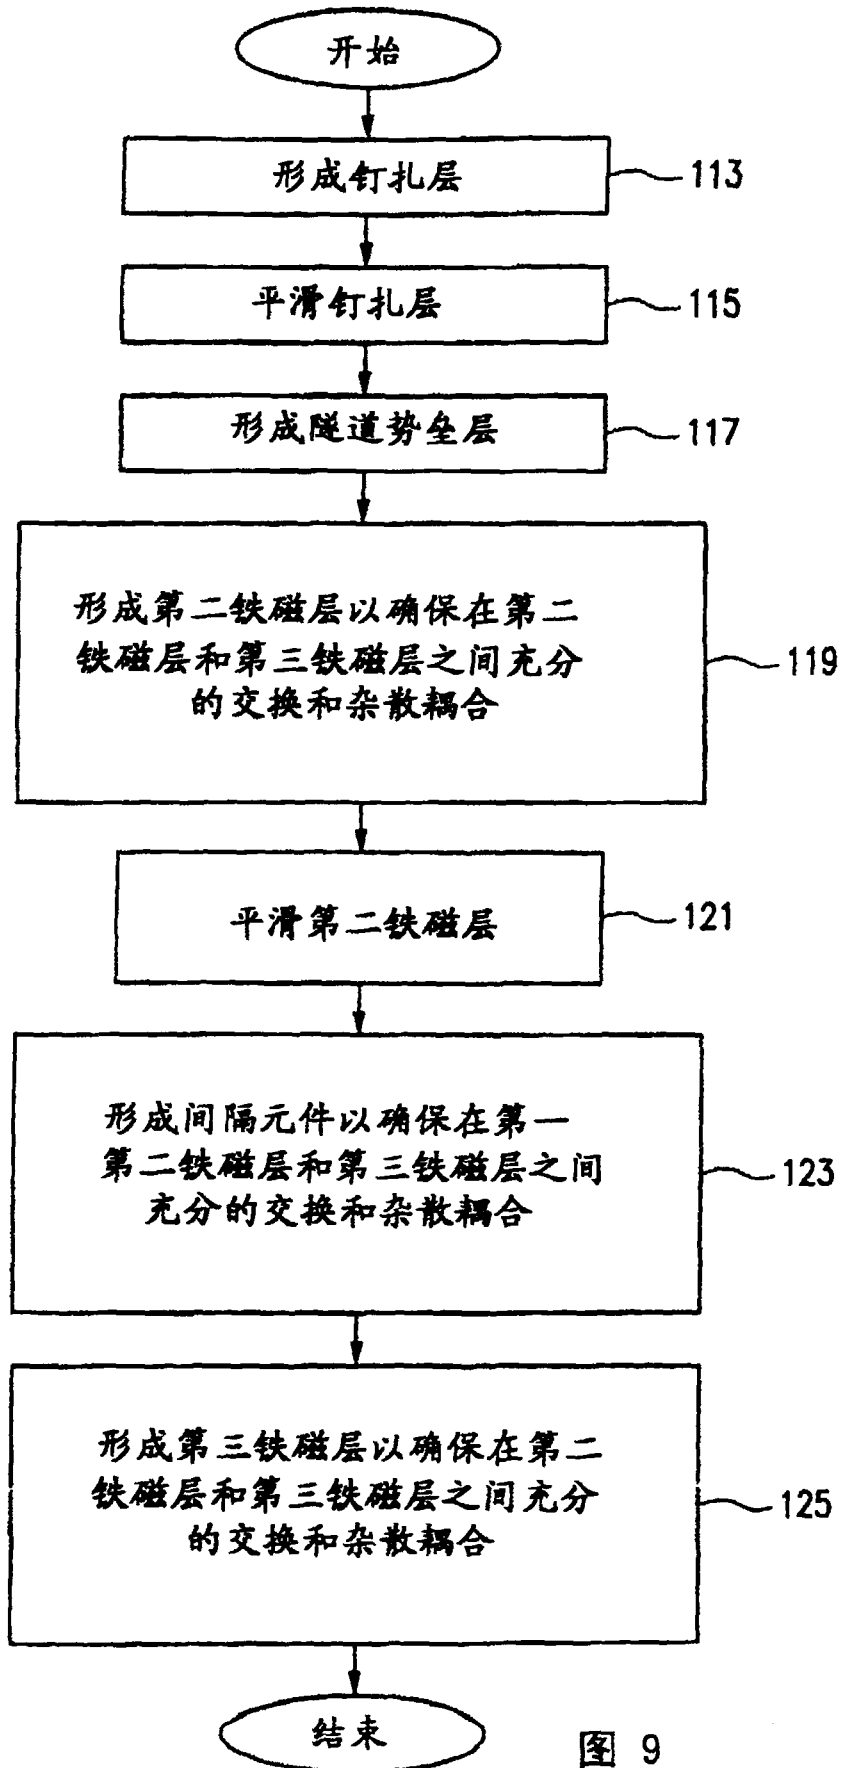 开始
形成钉扎层
113
平滑钉扎层
115
形成隧道势垒层
117
形成第二铁磁层以确保在第二
铁磁层和第三铁磁层之间充分
的交换和杂散耦合
119
平滑第二铁磁层
121
形成间隔元件以确保在第一
第二铁磁层和第三铁磁层之间
充分的交换和杂散耦合
123
形成第三铁磁层以确保在第二
铁磁层和第三铁磁层之间充分
的交换和杂散耦合
125
结束
图 9